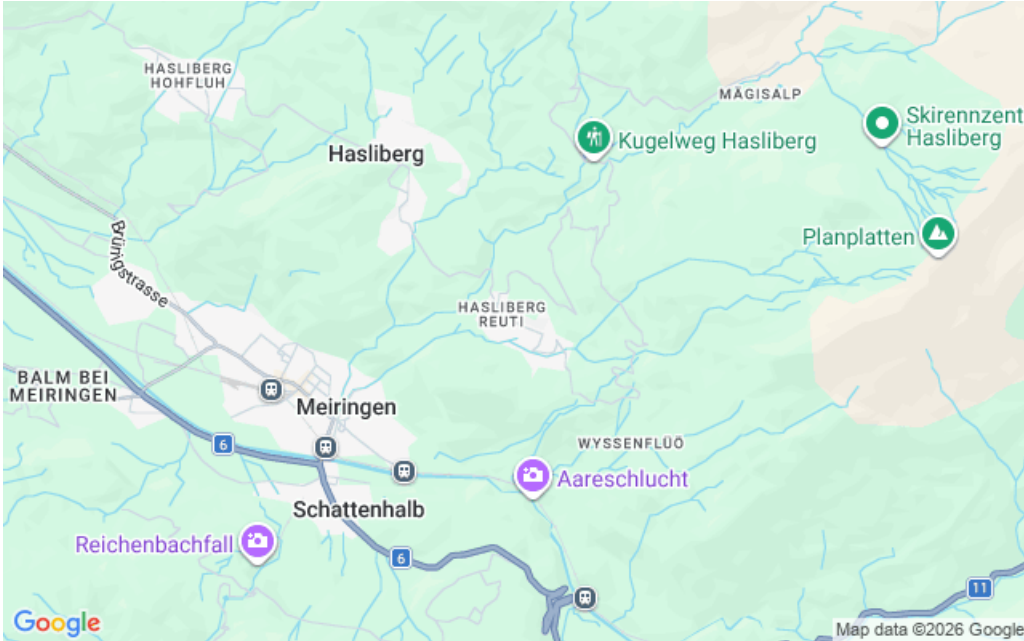 HASLIBERG
HOHFLUH
MÄGISALP
Skirennzent
Hasliberg
Kugelweg Hasliberg
Hasliberg
Planplatten
Brünigstrasse
HASLIBERG
REUTI
BALM BEI
MEIRINGEN
Meiringen
6
WYSSENFLÜÖ
Aareschlucht
Schattenhalb
Reichenbachfall
6
11
Google
Map data ©2026 Google